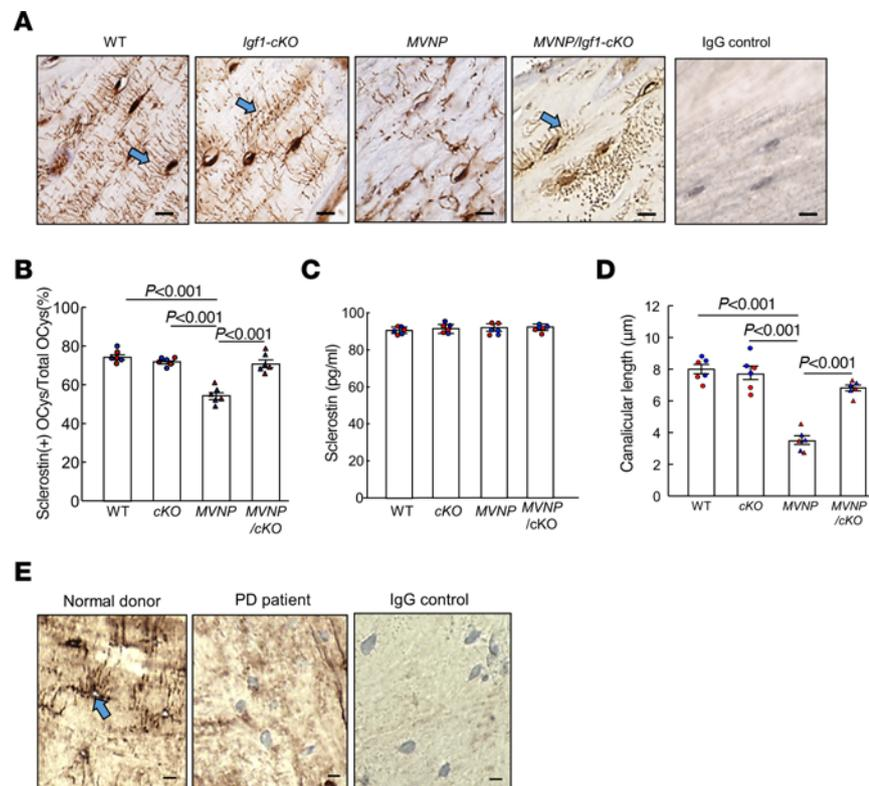 A
WT
Igf1-cKO
MVNP
MVNP/Igf1-cKO
IgG control
B
Sclerostin(+) OCys/Total OCys(%)
100
80
60
40
20
0
P<0.001
P<0.001
P<0.001
WT
cKO
MVNP
MVNP
/cKO
C
Sclerostin (pg/ml)
100
80
60
40
20
0
WT
cKO
MVNP
MVNP
/cKO
D
Canalicular length (µm)
12
10
8
6
4
2
0
P<0.001
P<0.001
P<0.001
WT
cKO
MVNP
MVNP
/cKO
E
Normal donor
PD patient
IgG control